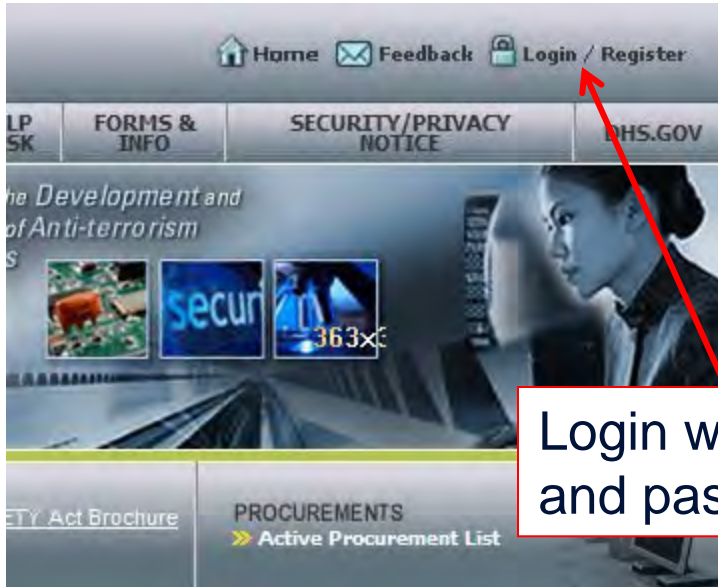 Home Feedback Login / Register
LP FORMS & SECURITY/PRIVACY DHS.GOV
SK INFO NOTICE
he Development and
of Anti-terrorism
s
secur
363x3
Login w
and pas
ETY Act Brochure PROCUREMENTS
» Active Procurement List